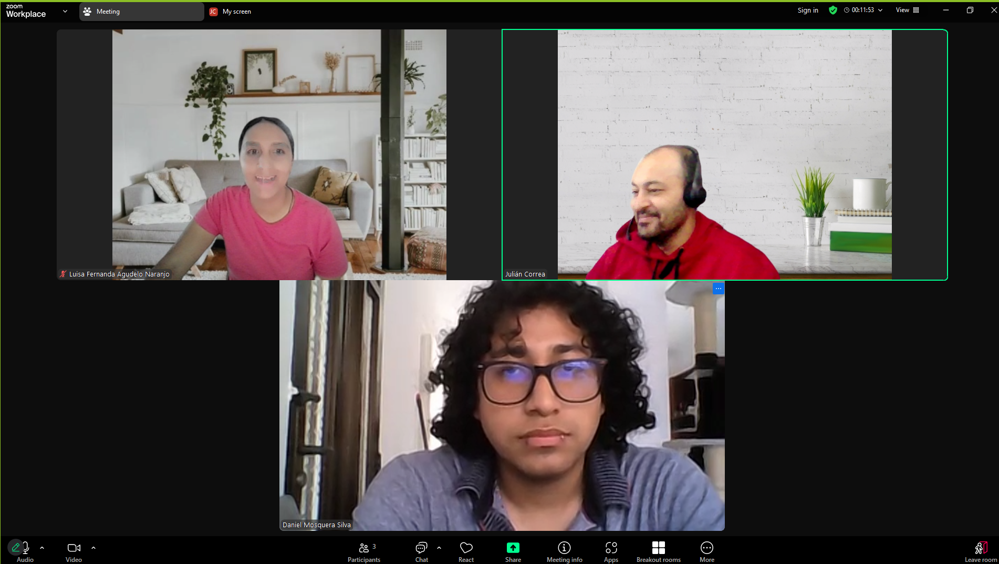 zoom
Workplace
Meeting
JC My screen
Sign in
00:11:53
View
Luisa Fernanda Agudelo Naranjo
Julián Correa
Daniel Mosquera Silva
Audio
Video
3
Participants
Chat
React
Share
Meeting info
Apps
Breakout rooms
More
Leave room